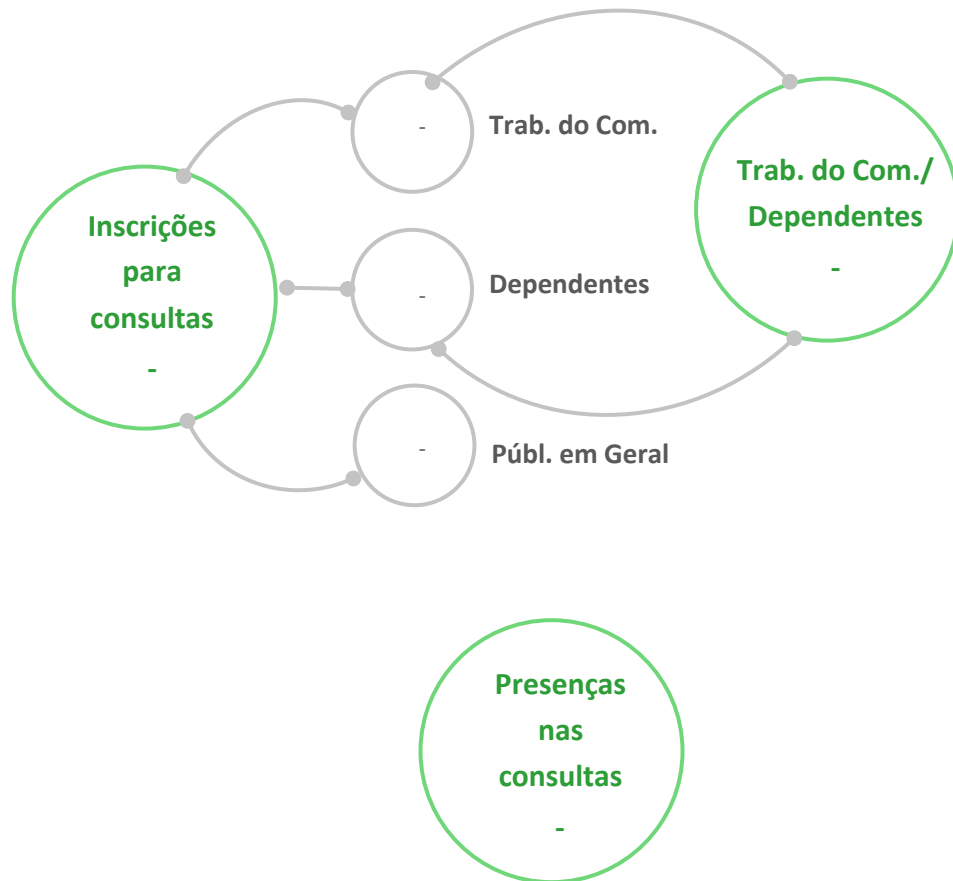 Inscrições
para
consultas
-
-
Trab. do Com.
-
Dependentes
-
Públ. em Geral
Trab. do Com./
Dependentes
-
Presenças
nas
consultas
-